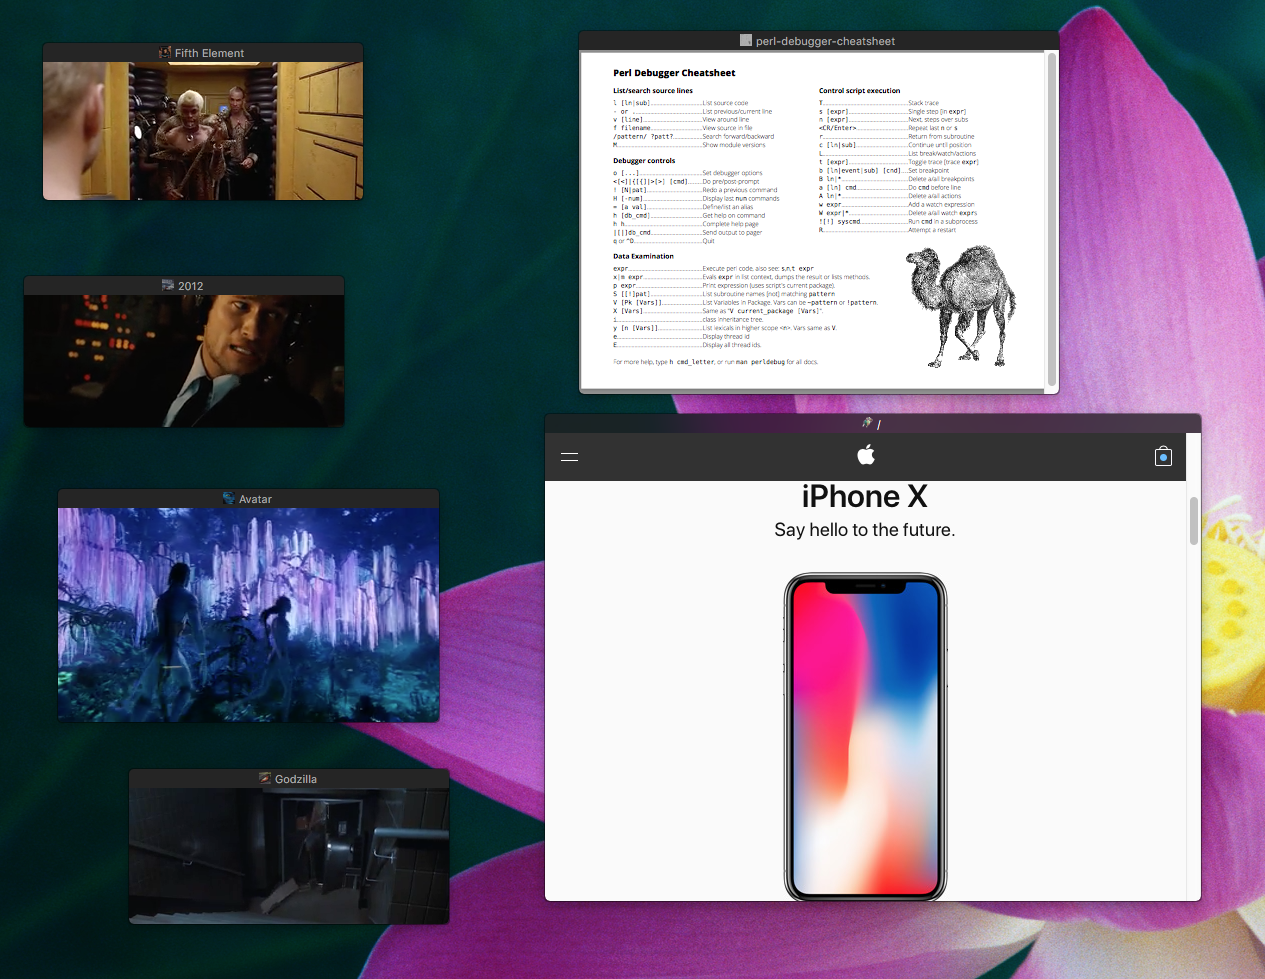 Fifth Element
2012
Avatar
Godzilla
perl-debugger-cheatsheet
Perl Debugger Cheatsheet
List/search source lines
l [ln|sub] List source code
- or . List previous/current line
v [line] View around line
f filename View source in file
/pattern/ ?patt? Search forward/backward
M Show module versions
Debugger controls
o [...] Set debugger options
<[<]|{[{]|>[>] [cmd] Do pre/post-prompt
! [N|pat] Redo a previous command
H [-num] Display last num commands
= [a val] Define/list an alias
h [db_cmd] Get help on command
h h Complete help page
|[|]db_cmd Send output to pager
q or ^D Quit
Data Examination
expr Execute perl code, also see: s,n,t expr
x|m expr Evals expr in list context, dumps the result or lists methods.
p expr Print expression (uses script's current package).
S [[!]pat] List subroutine names [not] matching pattern
V [Pk [Vars]] List Variables in Package. Vars can be ~pattern or !pattern.
X [Vars] Same as "V current_package [Vars]".
i class inheritance tree.
y [n [Vars]] List lexicals in higher scope <n>. Vars same as V.
e Display thread id
E Display all thread ids.
For more help, type h cmd_letter, or run man perldebug for all docs.
Control script execution
T Stack trace
s [expr] Single step [in expr]
n [expr] Next, steps over subs
<CR/Enter> Repeat last n or s
r Return from subroutine
c [ln|sub] Continue until position
L List break/watch/actions
t [expr] Toggle trace [trace expr]
b [ln|event|sub] [cnd] Set breakpoint
B ln|* Delete a/all breakpoints
a [ln] cmd Do cmd before line
A ln|* Delete a/all actions
w expr Add a watch expression
W expr|* Delete a/all watch exprs
![!] syscmd Run cmd in a subprocess
R Attempt a restart
/
iPhone X
Say hello to the future.